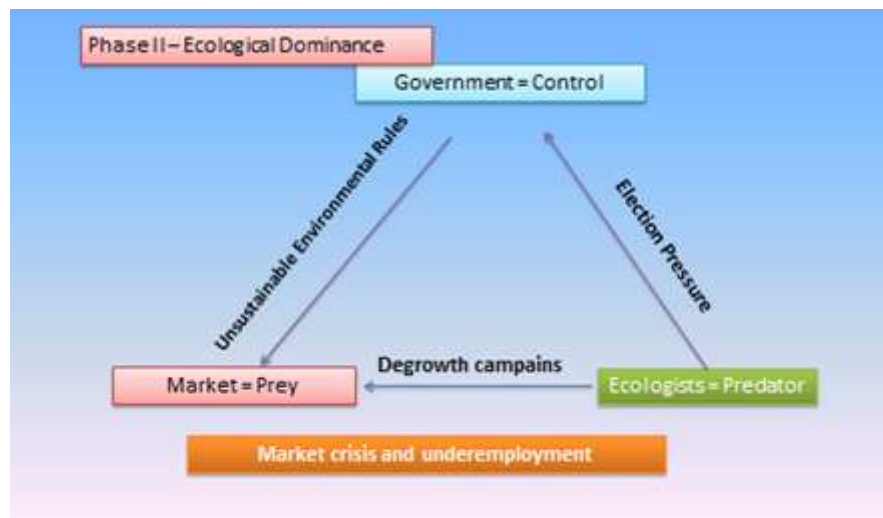 Phase II – Ecological Dominance
Government = Control
Unsustainable Environmental Rules
Election Pressure
Degrowth campains
Market = Prey
Ecologists = Predator
Market crisis and underemployment